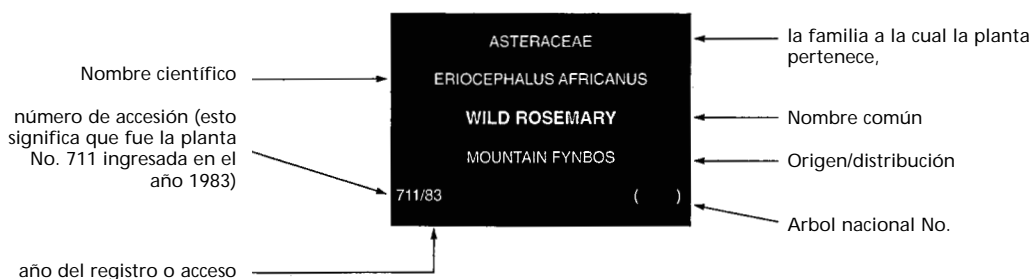 Nombre científico
número de accesión (esto
significa que fue la planta
No. 711 ingresada en el
año 1983)
año del registro o acceso
ASTERACEAE
ERIOCEPHALUS AFRICANUS
WILD ROSEMARY
MOUNTAIN FYNBOS
711/83 ( )
la familia a la cual la planta
pertenece,
Nombre común
Origen/distribución
Arbol nacional No.